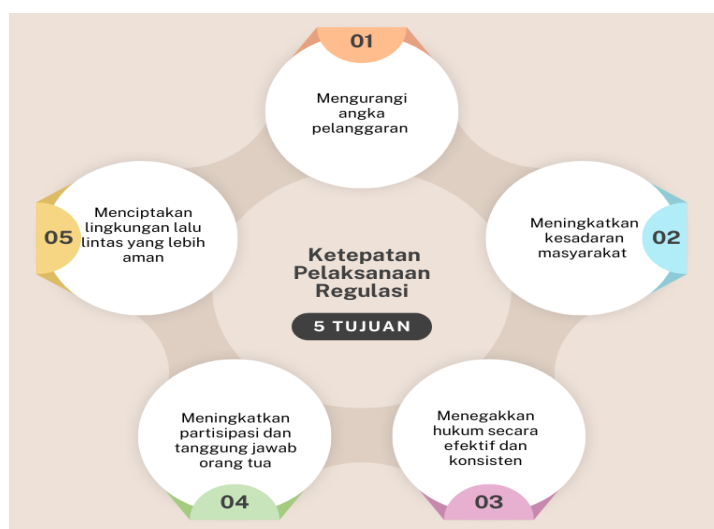 01
Mengurangi
angka
pelanggaran
Meningkatkan
kesadaran
masyarakat
02
Menegakkan
hukum secara
efektif dan
konsisten
03
Meningkatkan
partisipasi dan
tanggung jawab
orang tua
04
Menciptakan
lingkungan lalu
lintas yang lebih
aman
05
Ketepatan
Pelaksanaan
Regulasi
5 TUJUAN